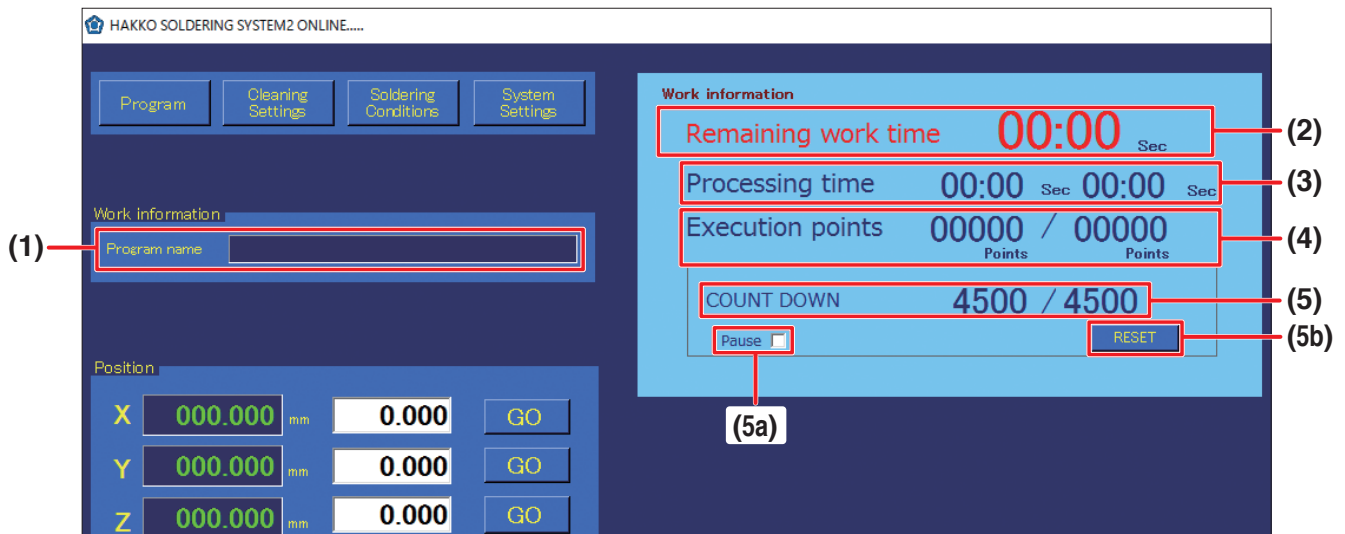 HAKKO SOLDERING SYSTEM2 ONLINE.....
Program
Cleaning
Settings
Soldering
Conditions
System
Settings
Work information
(1)
Program name
Position
X 000.000 mm 0.000 GO
Y 000.000 mm 0.000 GO
Z 000.000 mm 0.000 GO
Work information
Remaining work time 00:00 Sec
(2)
Processing time 00:00 Sec 00:00 Sec
(3)
Execution points 00000 / 00000
Points Points
(4)
COUNT DOWN 4500 / 4500
(5)
Pause
RESET
(5b)
(5a)